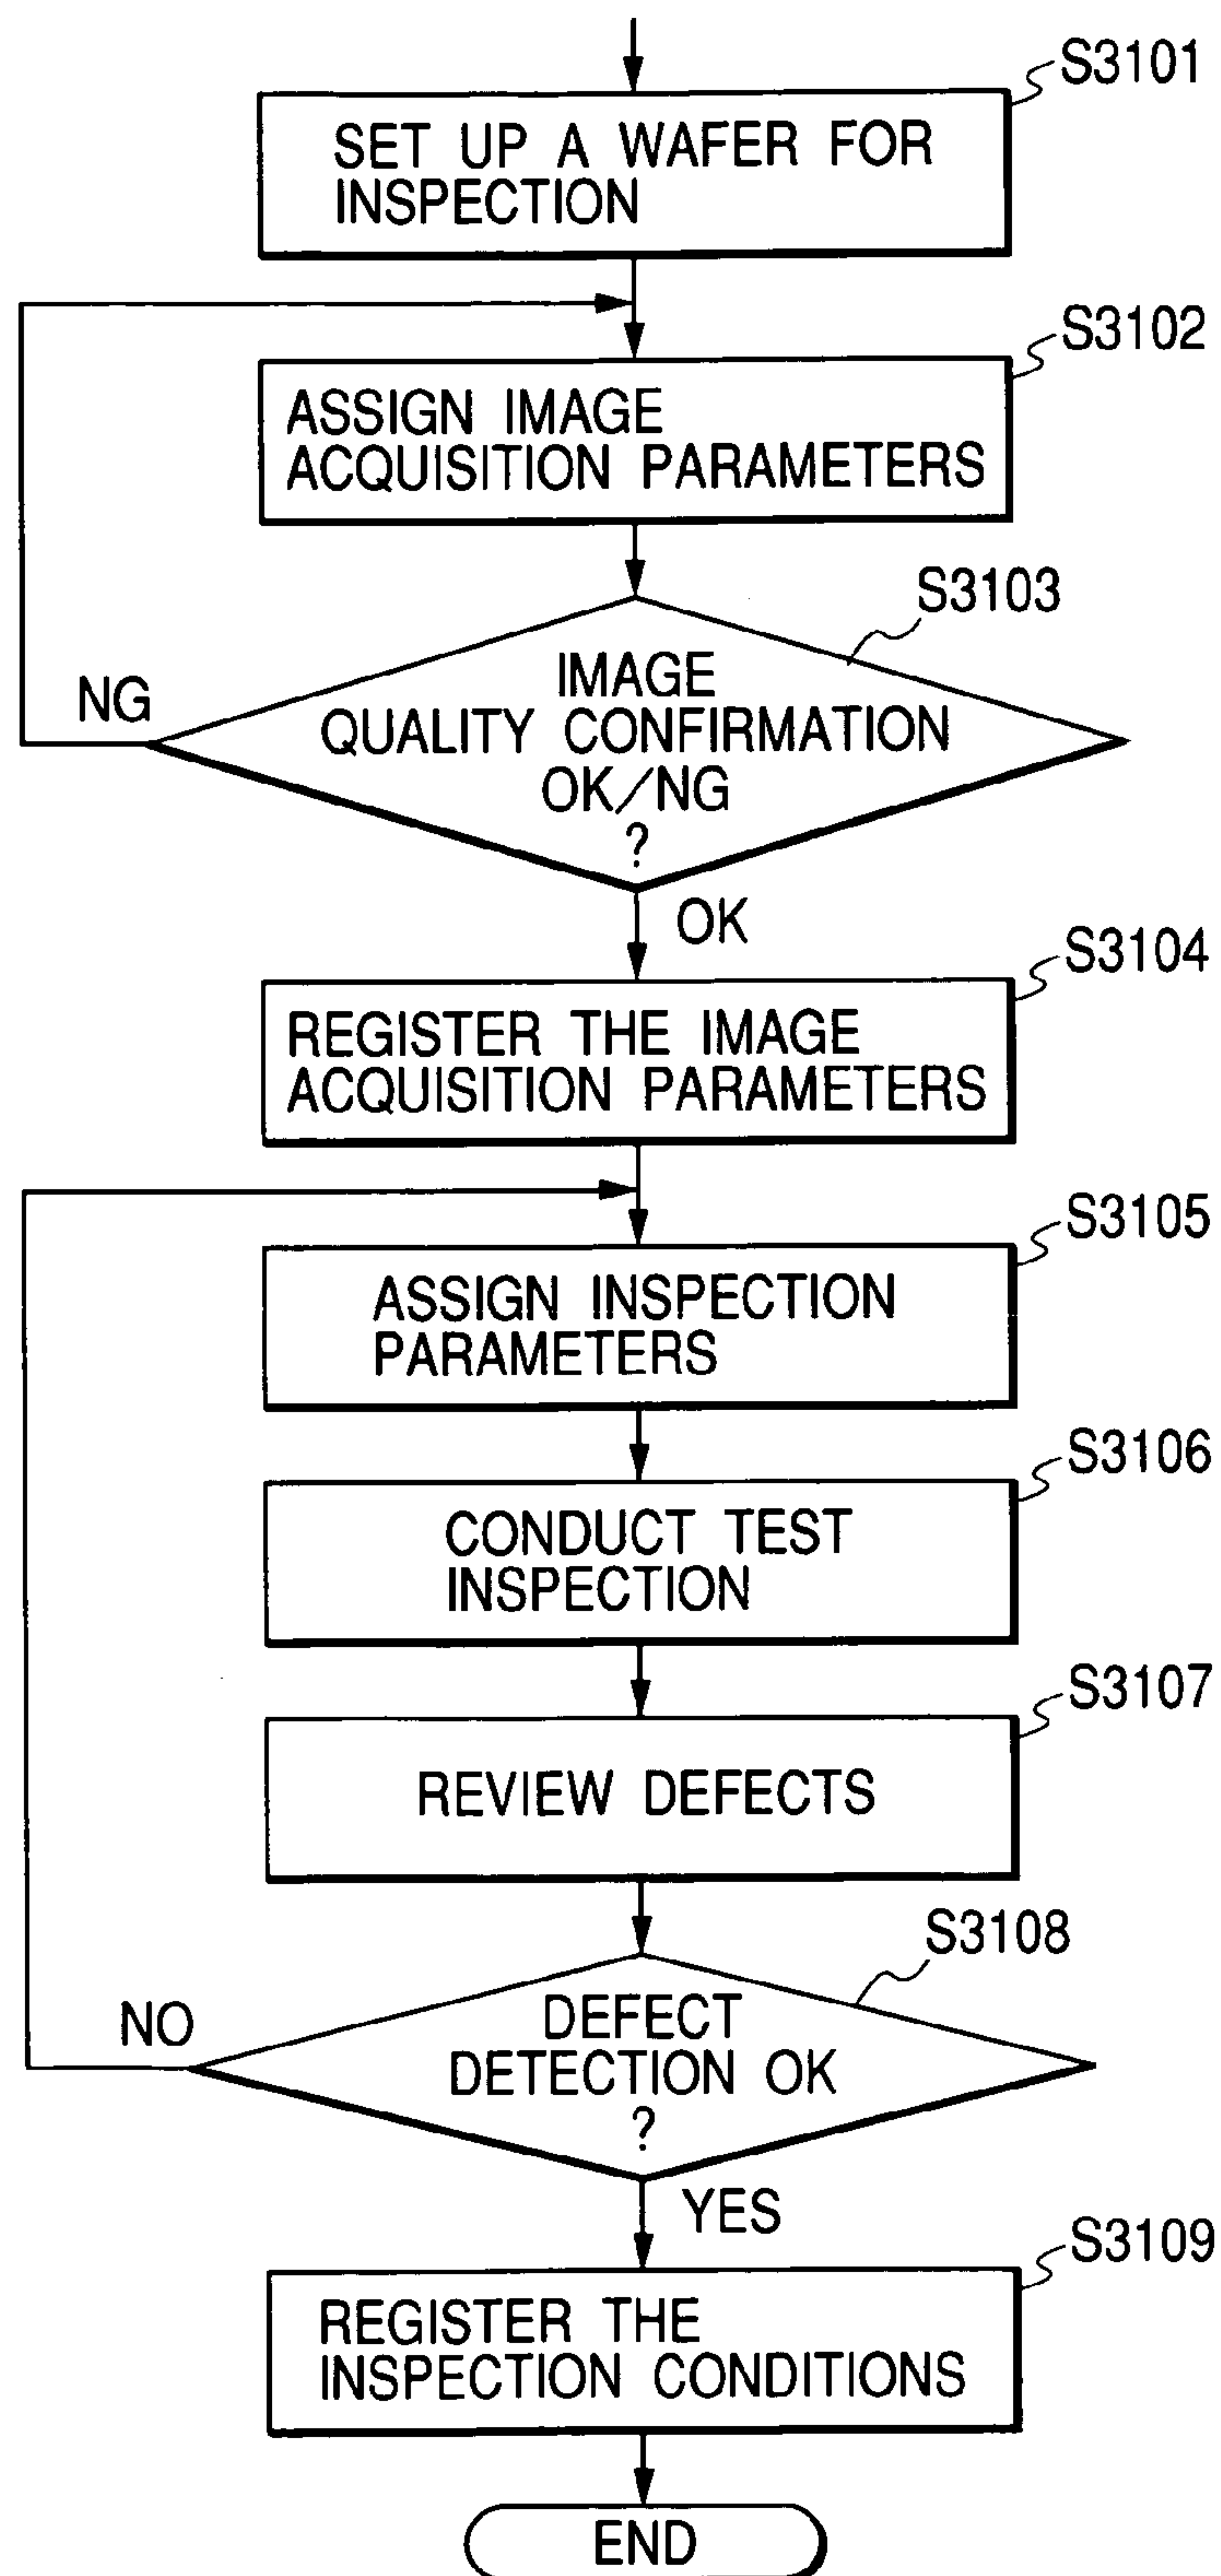 S3101
SET UP A WAFER FOR
INSPECTION
S3102
ASSIGN IMAGE
ACQUISITION PARAMETERS
S3103
IMAGE
QUALITY CONFIRMATION
OK/NG
?
NG
OK
S3104
REGISTER THE IMAGE
ACQUISITION PARAMETERS
S3105
ASSIGN INSPECTION
PARAMETERS
S3106
CONDUCT TEST
INSPECTION
S3107
REVIEW DEFECTS
S3108
DEFECT
DETECTION OK
?
NO
YES
S3109
REGISTER THE
INSPECTION CONDITIONS
END